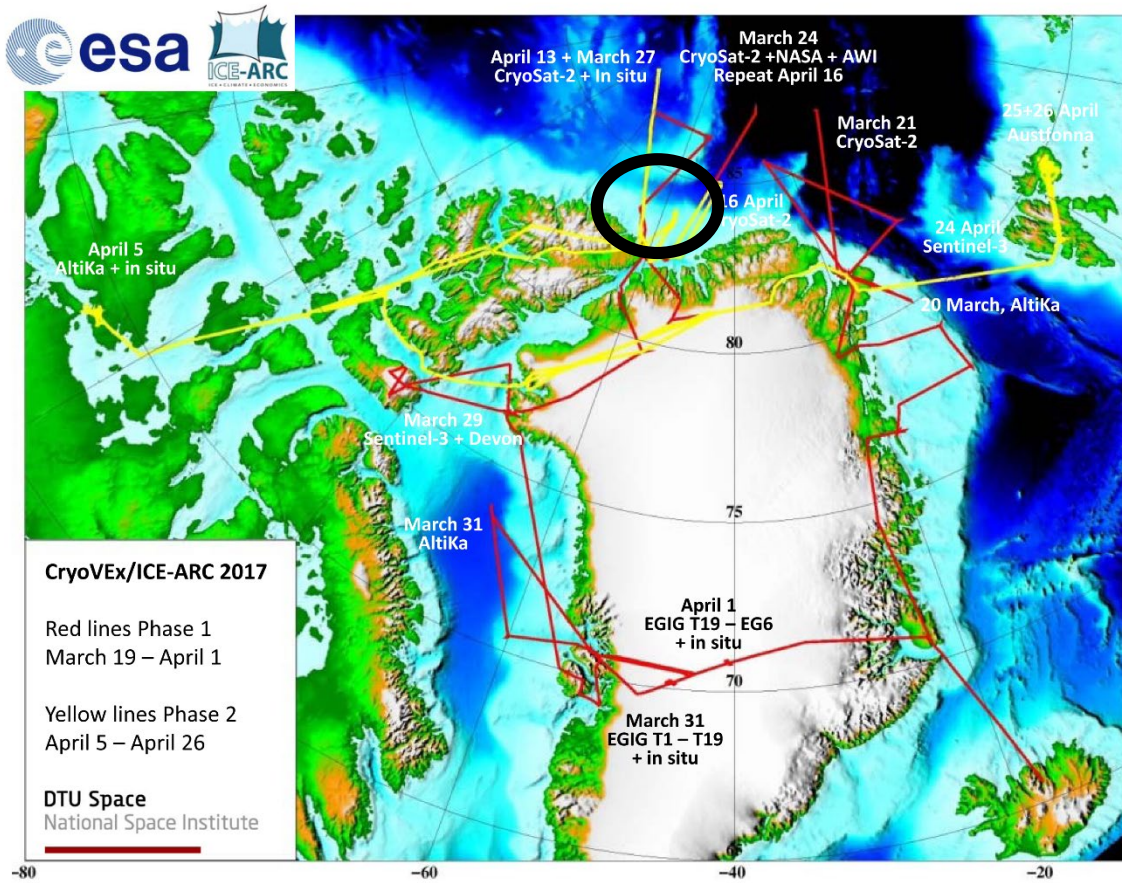 esa
ICE-ARC
ICE • CLIMATE • ECONOMICS
April 13 + March 27
CryoSat-2 + In situ
March 24
CryoSat-2 +NASA + AWI
Repeat April 16
March 21
CryoSat-2
25+26 April
Austfonna
85
16 April
CryoSat-2
24 April
Sentinel-3
April 5
AltiKa + in situ
20 March, AltiKa
80
March 29
Sentinel-3 + Devon
75
March 31
AltiKa
April 1
EGIG T19 – EG6
+ in situ
70
March 31
EGIG T1 – T19
+ in situ
CryoVEx/ICE-ARC 2017
Red lines Phase 1
March 19 – April 1
Yellow lines Phase 2
April 5 – April 26
DTU Space
National Space Institute
65
-80
-60
-40
-20